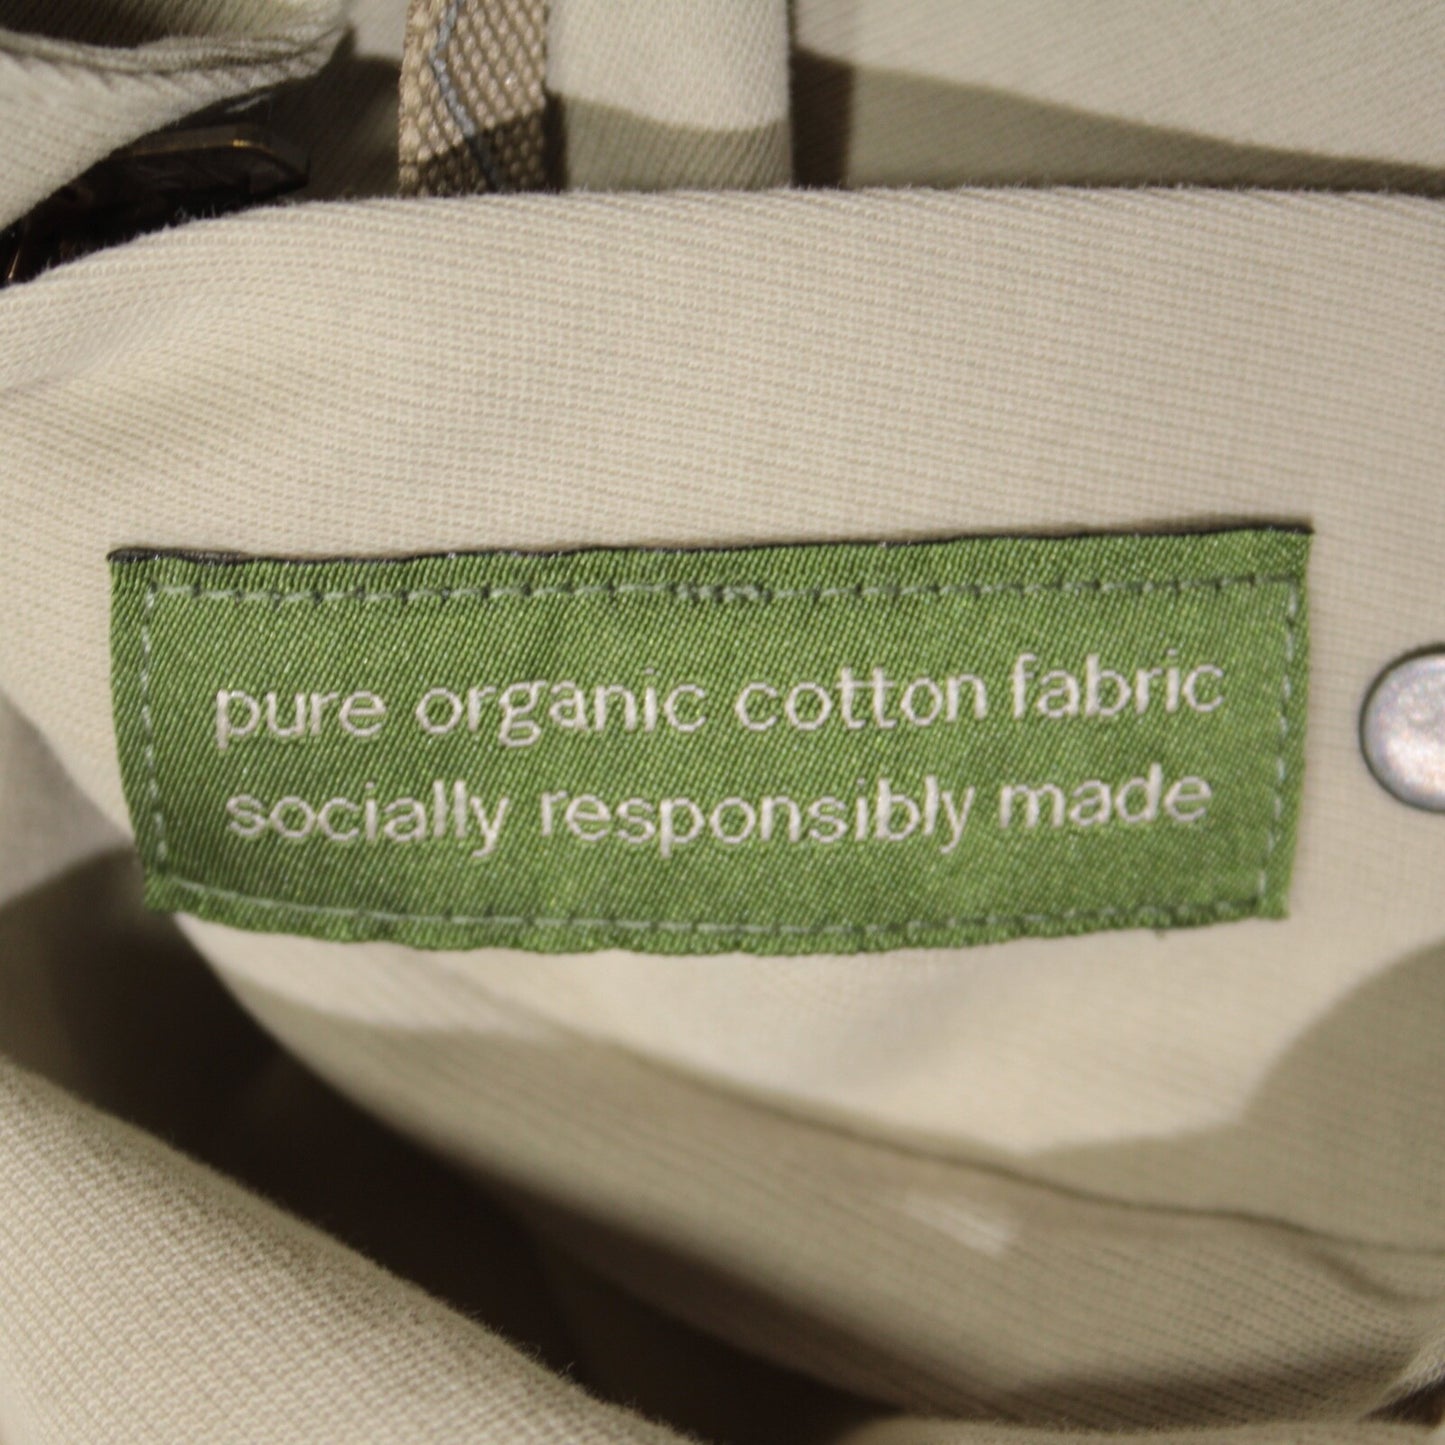 pure organic cotton fabric
socially responsibly made